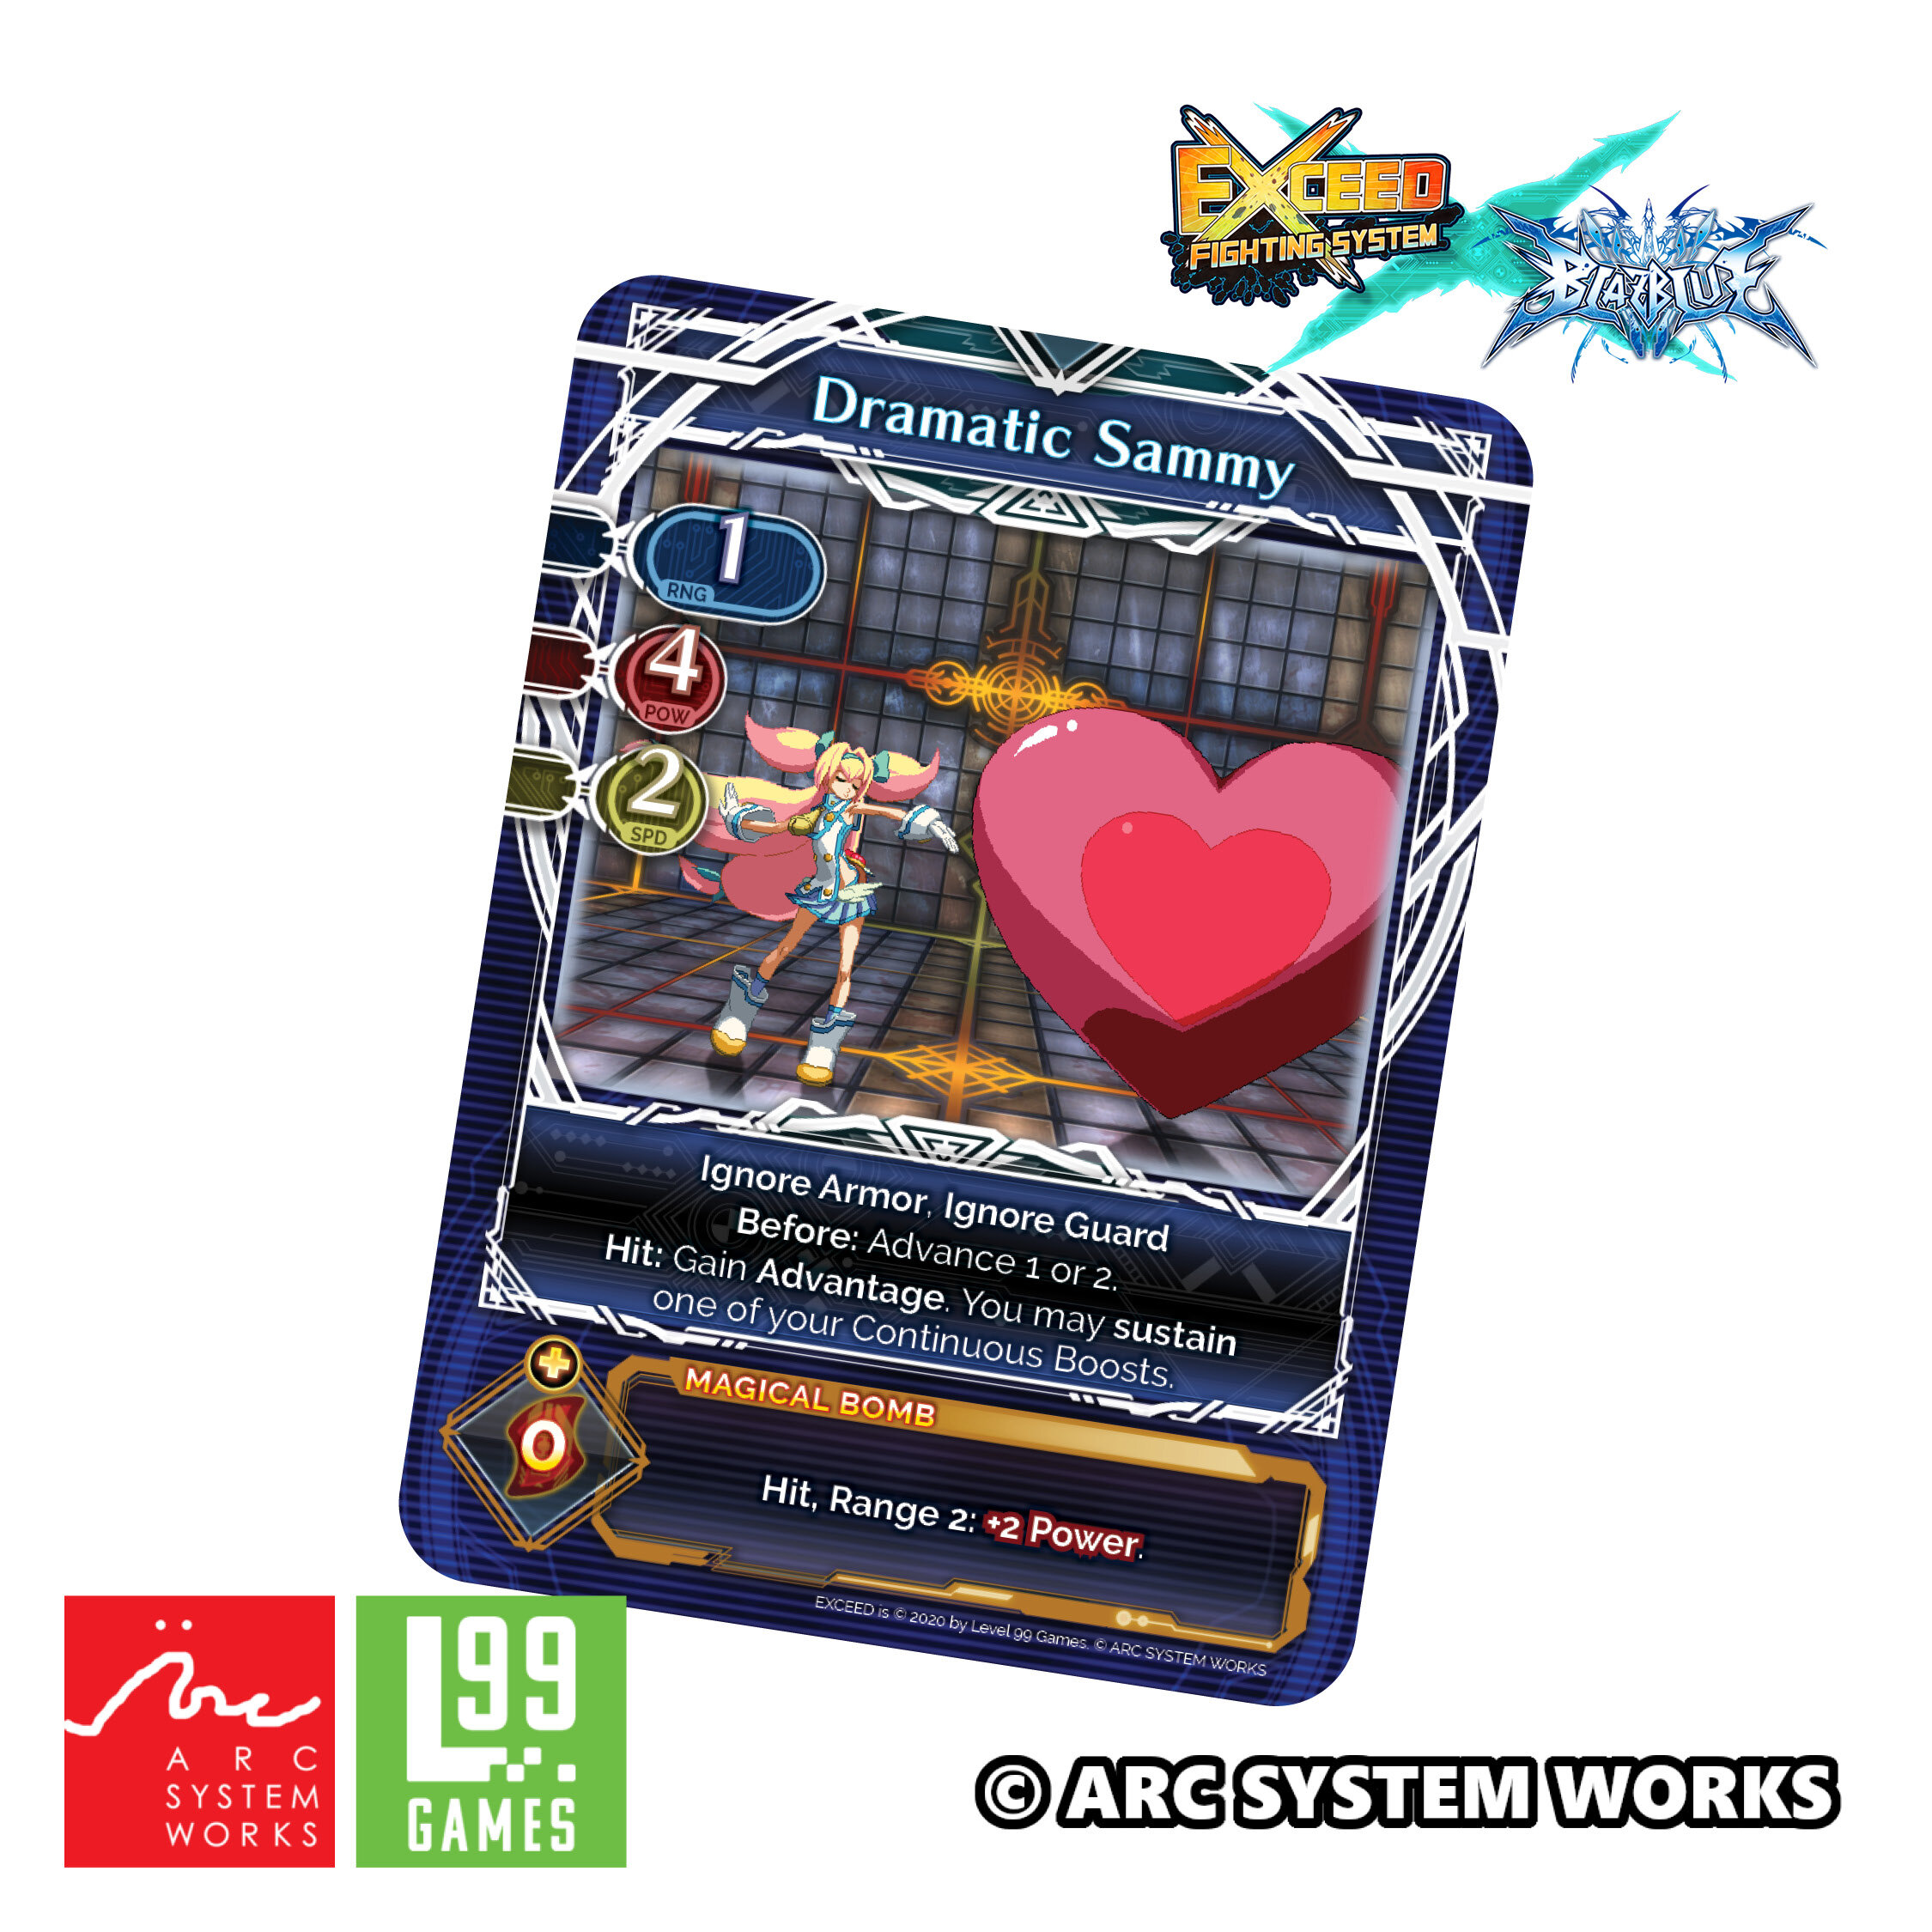 EXCEED
FIGHTING SYSTEM
BLAZBLUE
Dramatic Sammy
1
RNG
4
POW
2
SPD
Ignore Armor, Ignore Guard
Before: Advance 1 or 2.
Hit: Gain Advantage. You may sustain
one of your Continuous Boosts.
+
0
MAGICAL BOMB
Hit, Range 2: +2 Power.
EXCEED is © 2020 by Level 99 Games. © ARC SYSTEM WORKS
Arc
ARC
SYSTEM
WORKS
L99
GAMES
© ARC SYSTEM WORKS